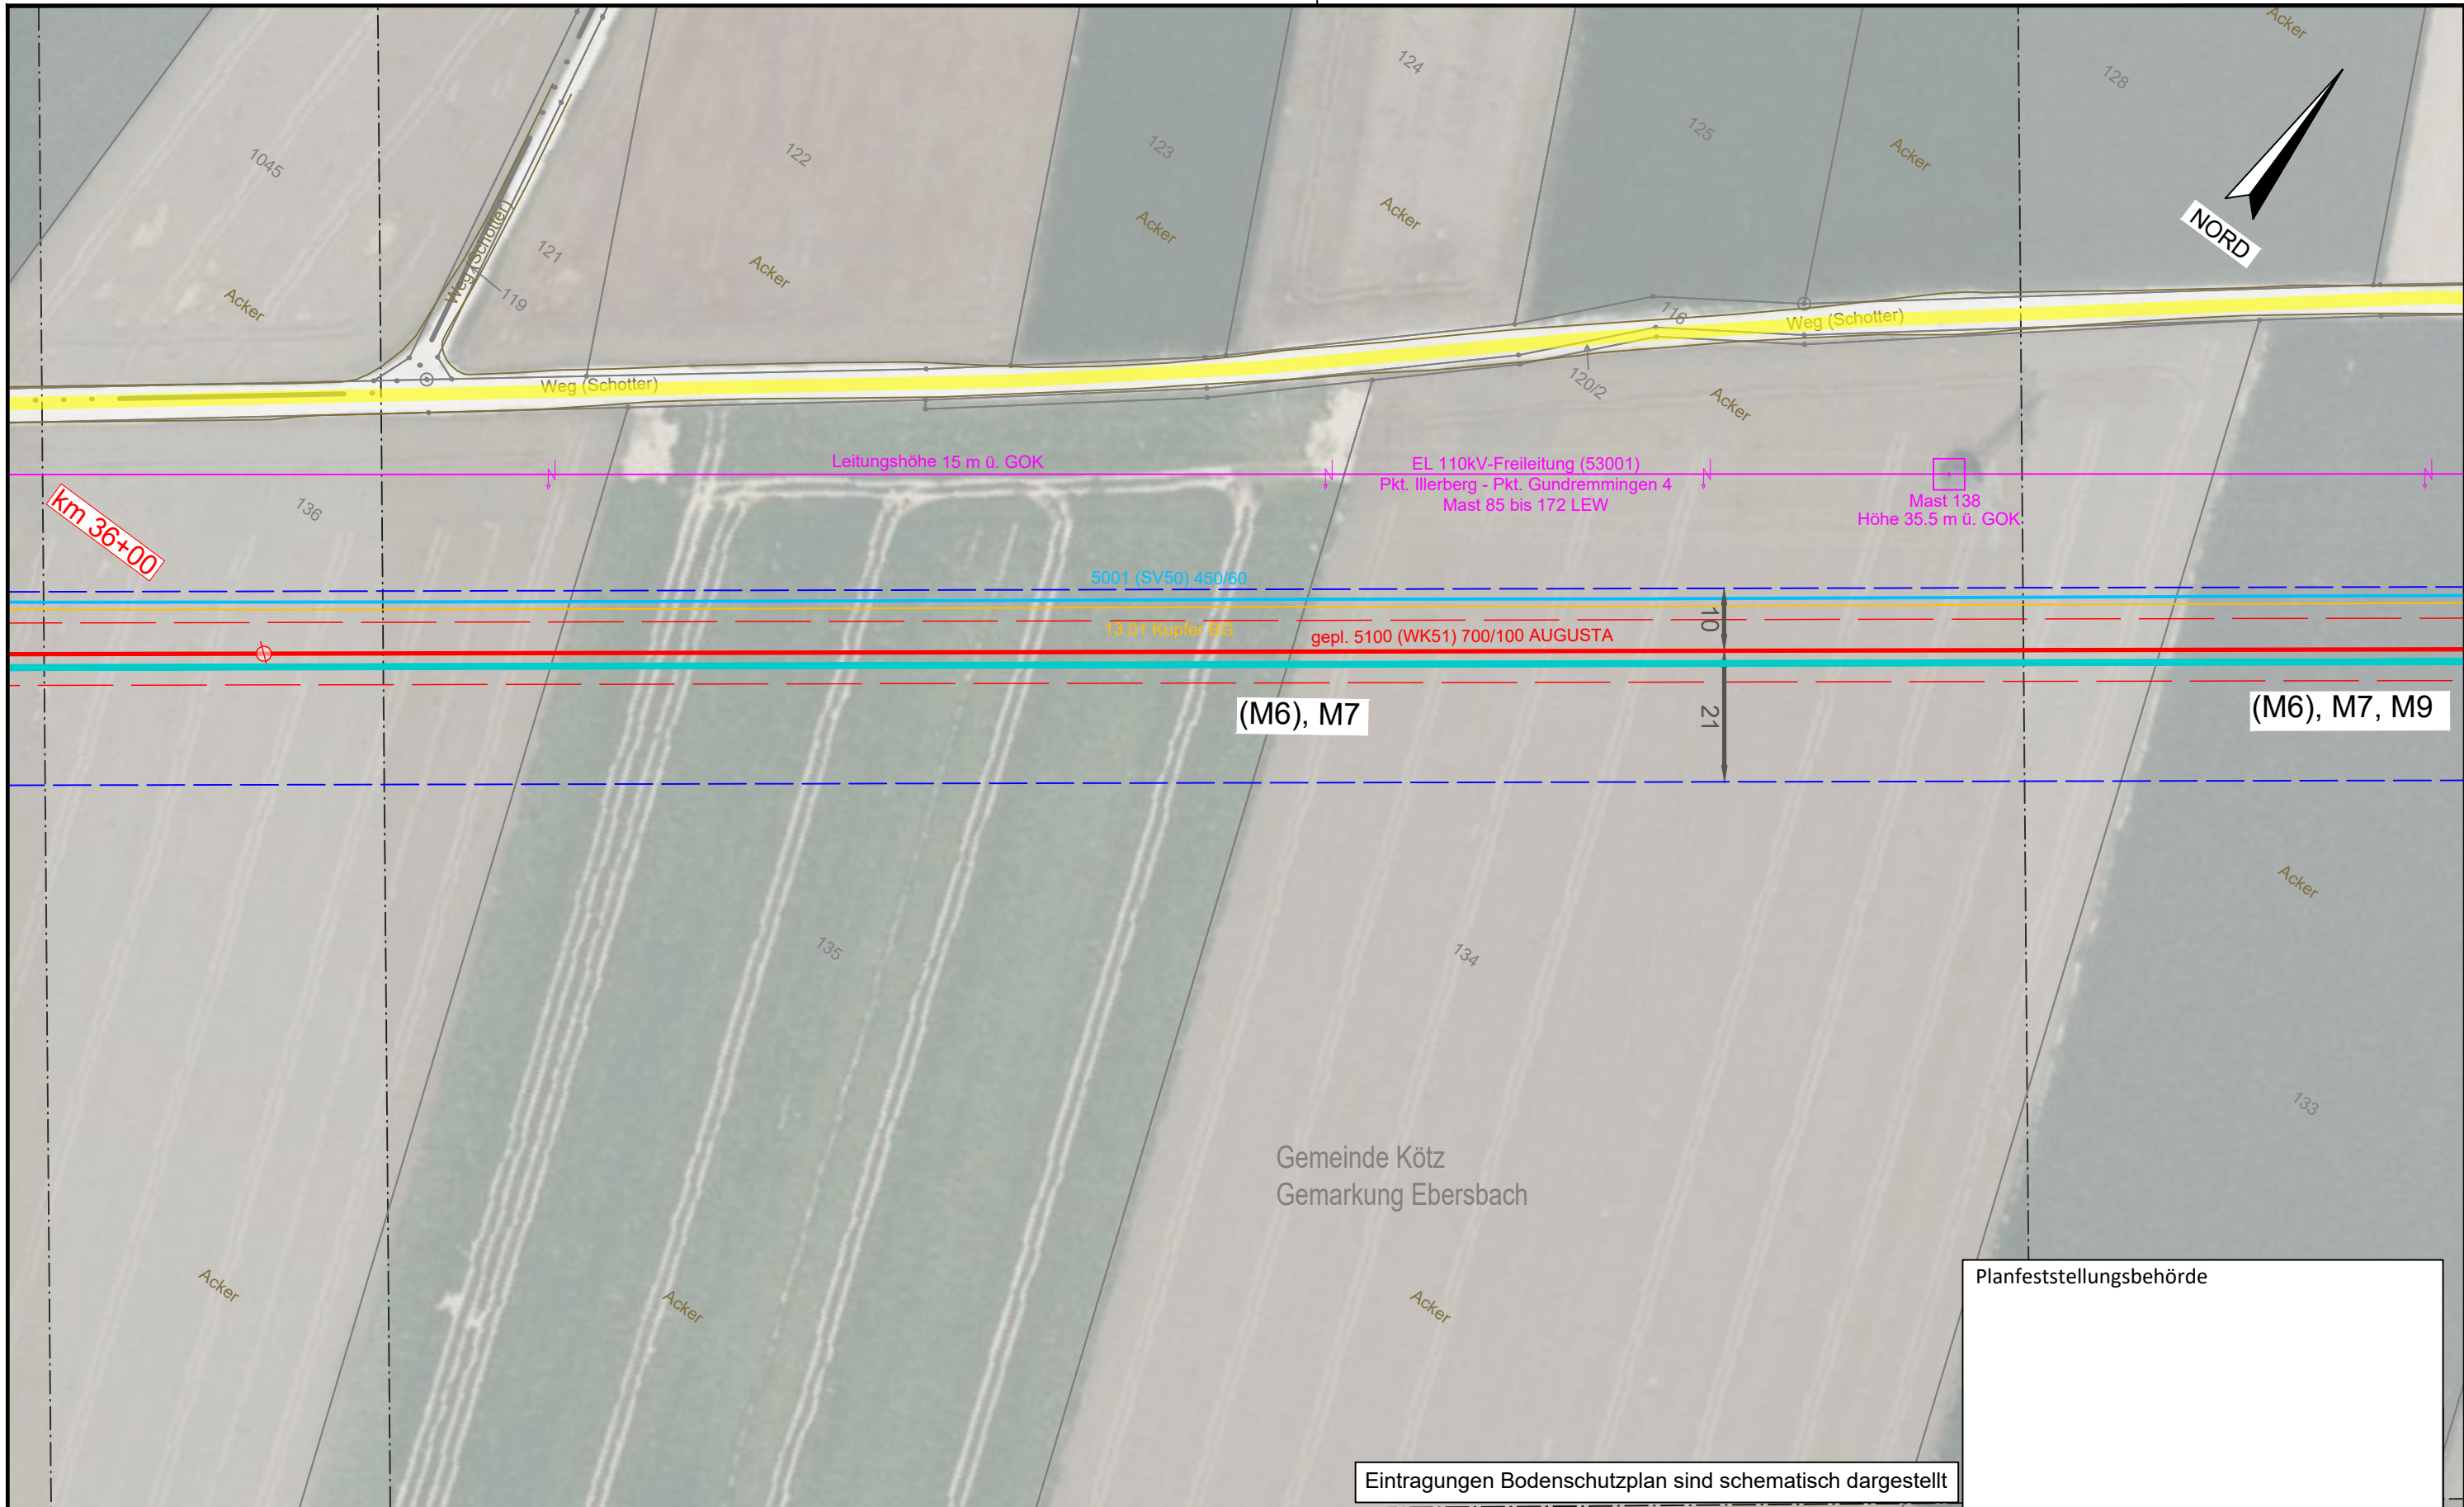 Acker
124
128
1045
122
123
125
Acker
NORD
Weg (Schotter)
121
Acker
Acker
Acker
Acker
119
116
Weg (Schotter)
Weg (Schotter)
120/2
Acker
Leitungshöhe 15 m ü. GOK
EL 110kV-Freileitung (53001)
Pkt. Illerberg - Pkt. Gundremmingen 4
Mast 85 bis 172 LEW
Mast 138
Höhe 35.5 m ü. GOK
km 36+00
136
5001 (SV50) 450/60
13.01 Kupfer BG
gepl. 5100 (WK51) 700/100 AUGUSTA
10
21
(M6), M7
(M6), M7, M9
Acker
135
134
133
Gemeinde Kötz
Gemarkung Ebersbach
Acker
Acker
Acker
Planfeststellungsbehörde
Eintragungen Bodenschutzplan sind schematisch dargestellt